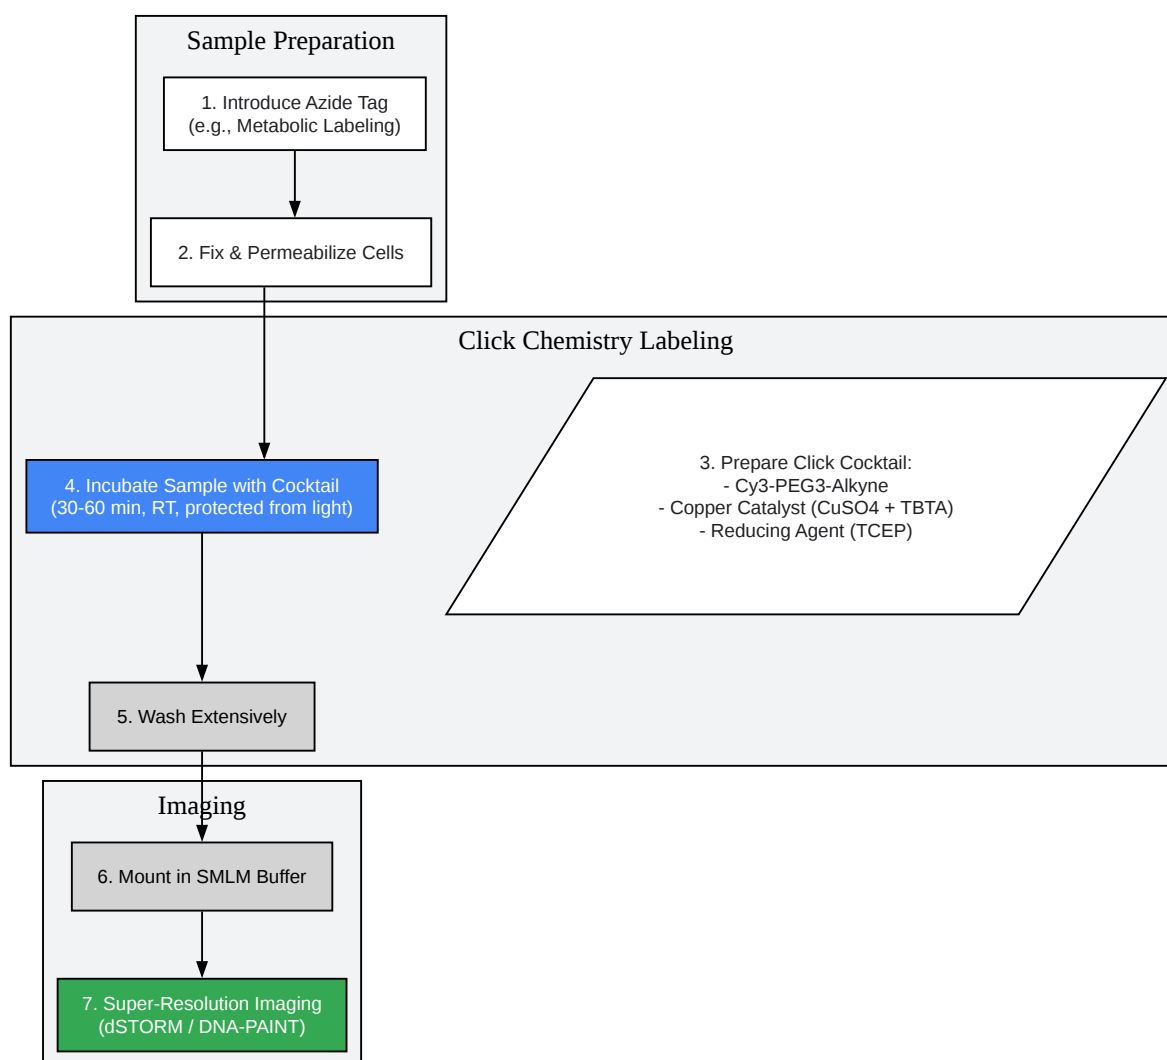 Sample Preparation
1. Introduce Azide Tag
(e.g., Metabolic Labeling)
2. Fix & Permeabilize Cells
Click Chemistry Labeling
3. Prepare Click Cocktail:
- Cy3-PEG3-Alkyne
- Copper Catalyst (CuSO4 + TBTA)
- Reducing Agent (TCEP)
4. Incubate Sample with Cocktail
(30-60 min, RT, protected from light)
5. Wash Extensively
Imaging
6. Mount in SMLM Buffer
7. Super-Resolution Imaging
(dSTORM / DNA-PAINT)